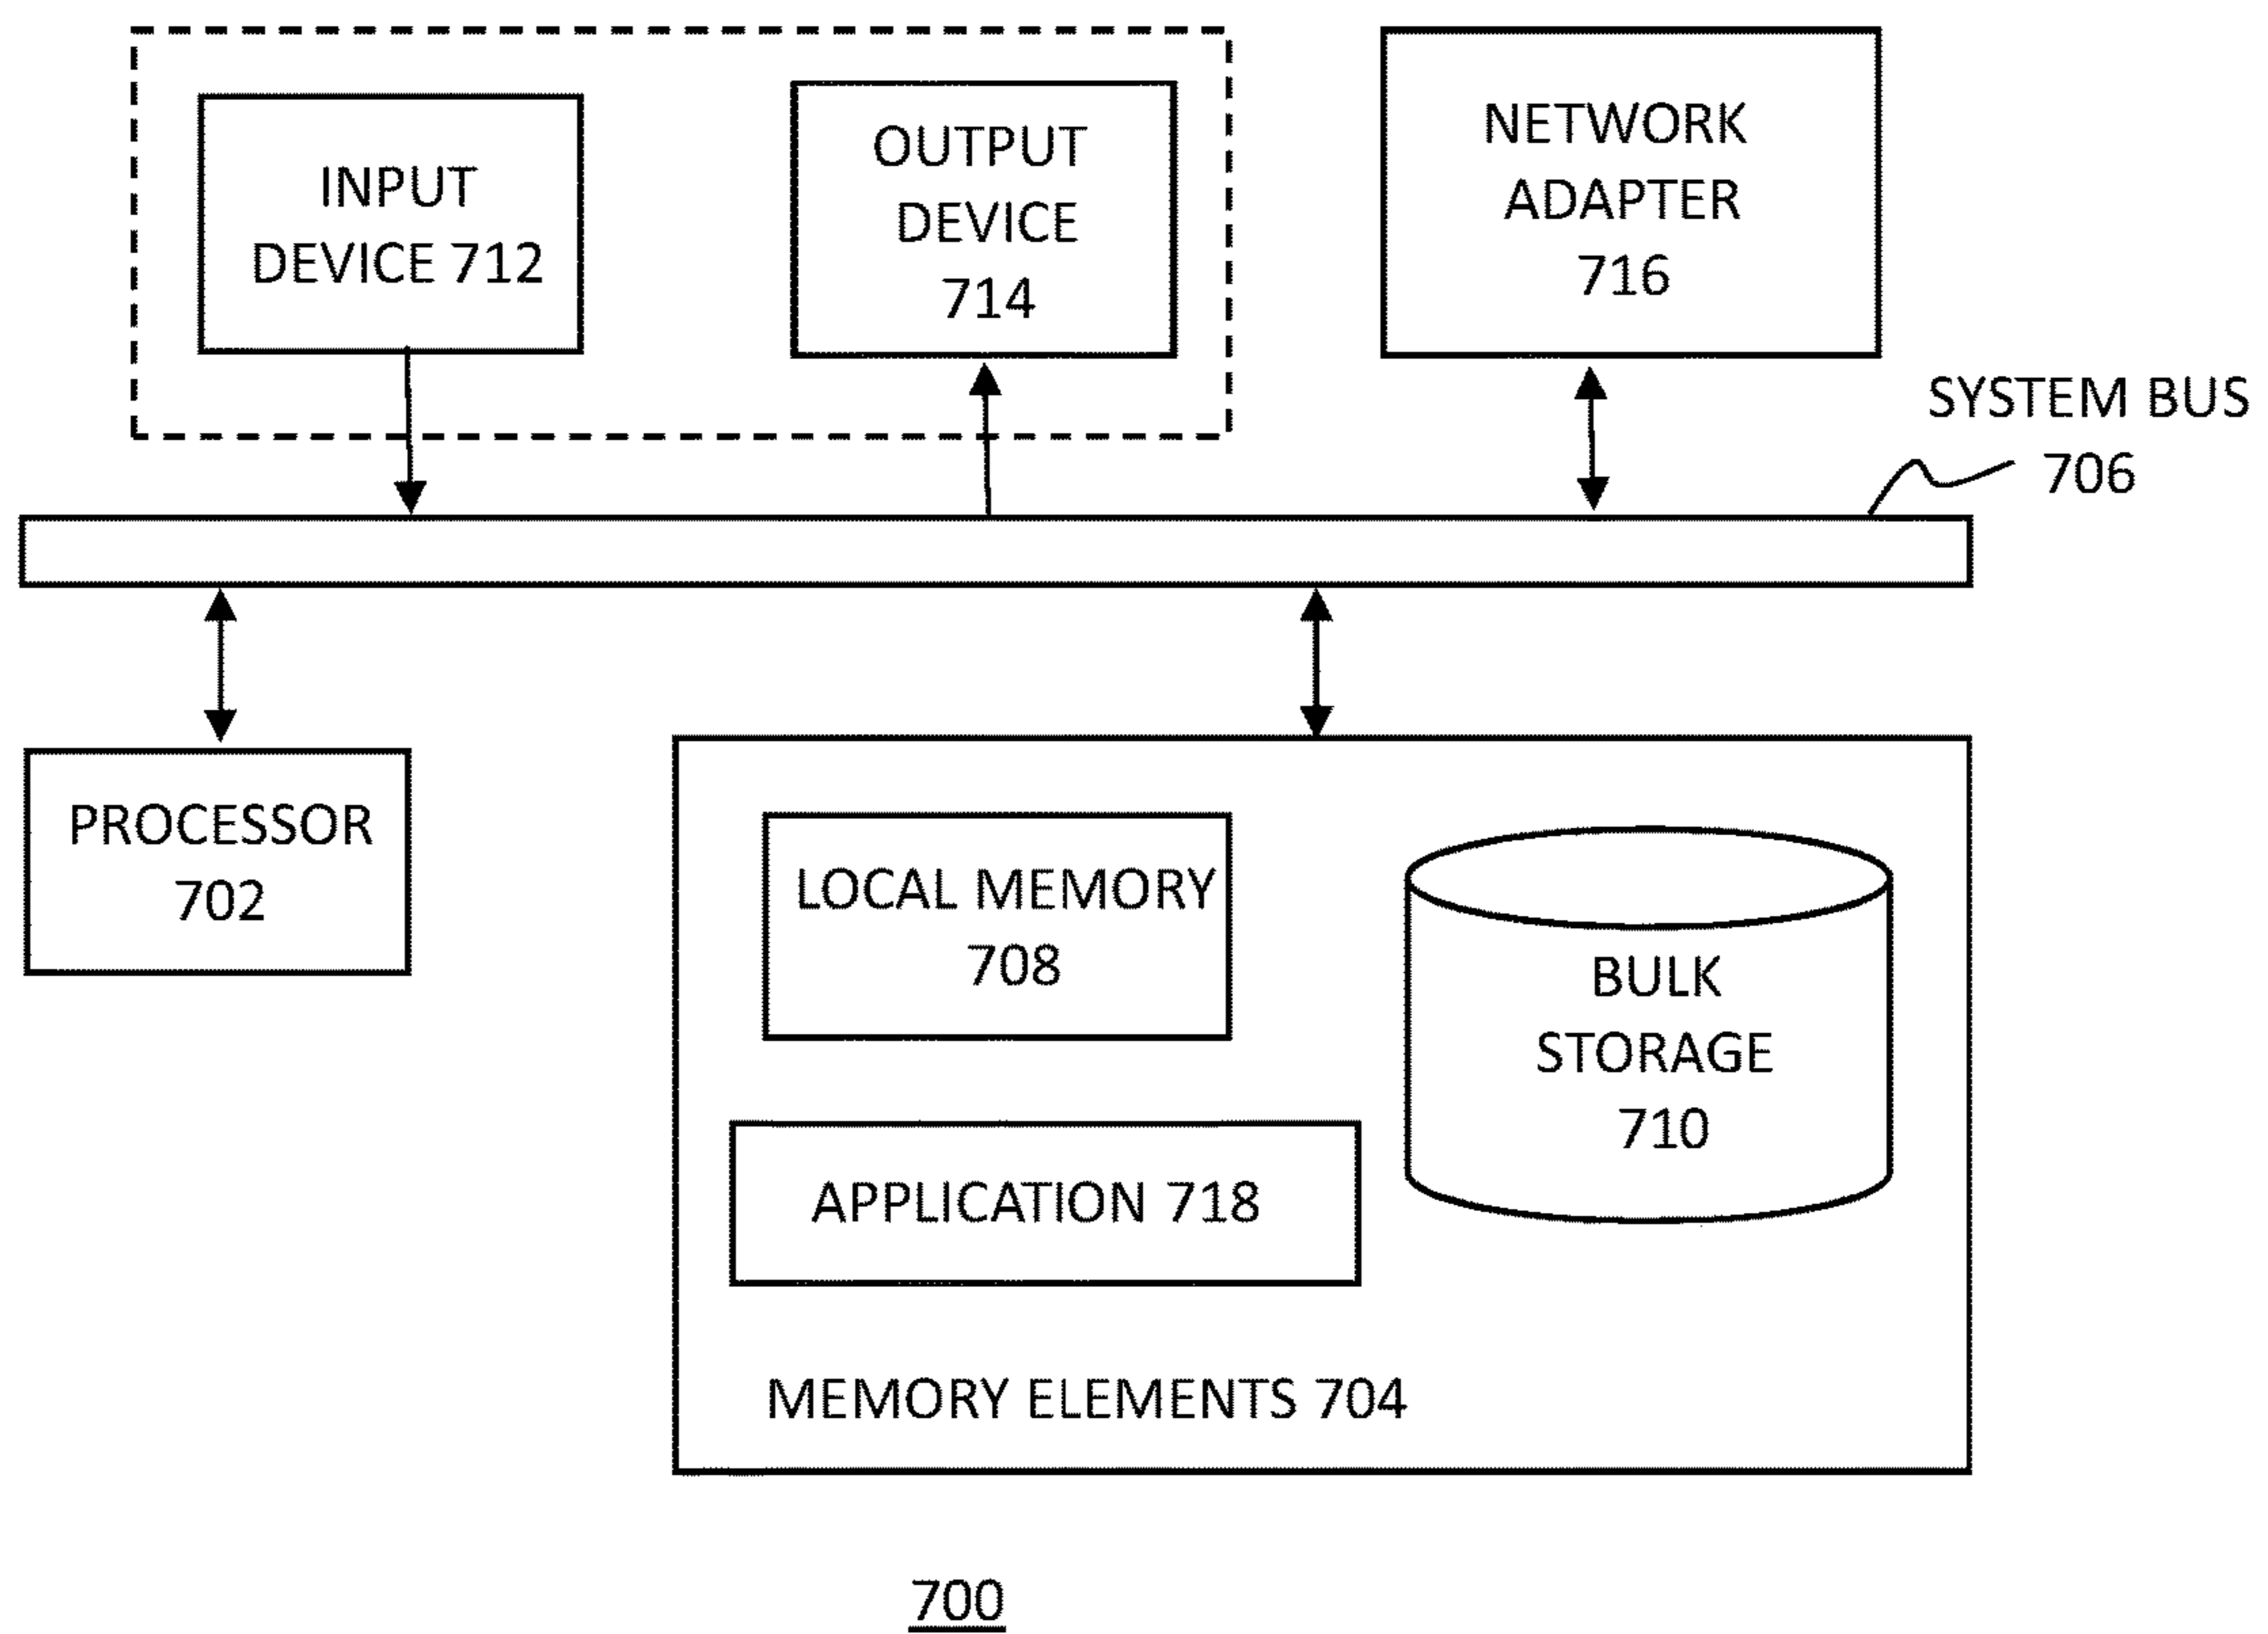 INPUT
DEVICE 712
OUTPUT
DEVICE
714
NETWORK
ADAPTER
716
SYSTEM BUS
706
PROCESSOR
702
LOCAL MEMORY
708
BULK
STORAGE
710
APPLICATION 718
MEMORY ELEMENTS 704
700